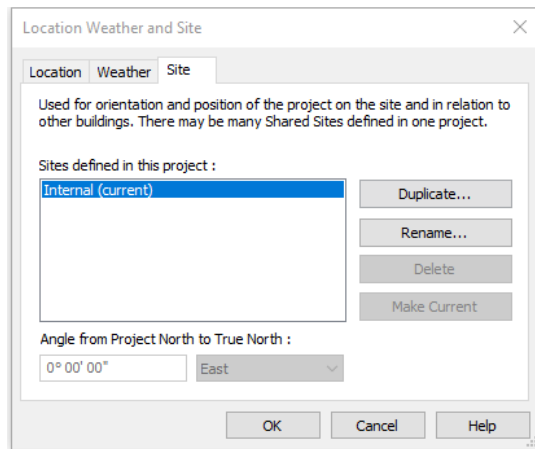 Location Weather and Site
Location Weather Site
Used for orientation and position of the project on the site and in relation to
other buildings. There may be many Shared Sites defined in one project.
Sites defined in this project :
Internal (current)
Duplicate...
Rename...
Delete
Make Current
Angle from Project North to True North :
0° 00' 00" East
OK Cancel Help